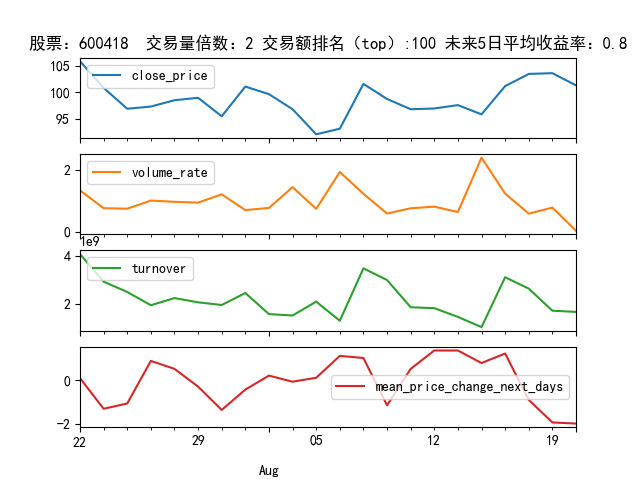 股票：600418  交易量倍数：2 交易额排名（top）:100 未来5日平均收益率：0.8
105
100
95
close_price
2
0
volume_rate
1e9
4
2
turnover
0
−2
mean_price_change_next_days
22 29 05 12 19
Aug